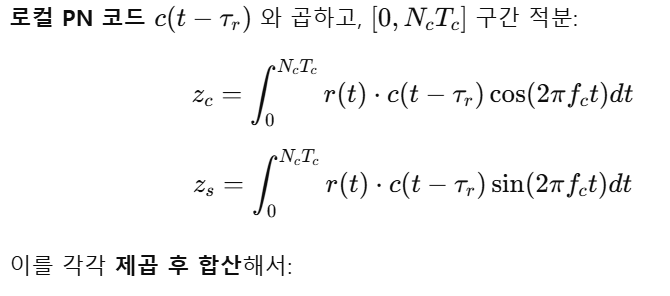 로컬 PN 코드 c(t − τ_r) 와 곱하고, [0, N_cT_c] 구간 적분:
z_c = ∫_0^{N_cT_c} r(t) · c(t − τ_r) cos(2πf_ct)dt
z_s = ∫_0^{N_cT_c} r(t) · c(t − τ_r) sin(2πf_ct)dt
이를 각각 제곱 후 합산해서: